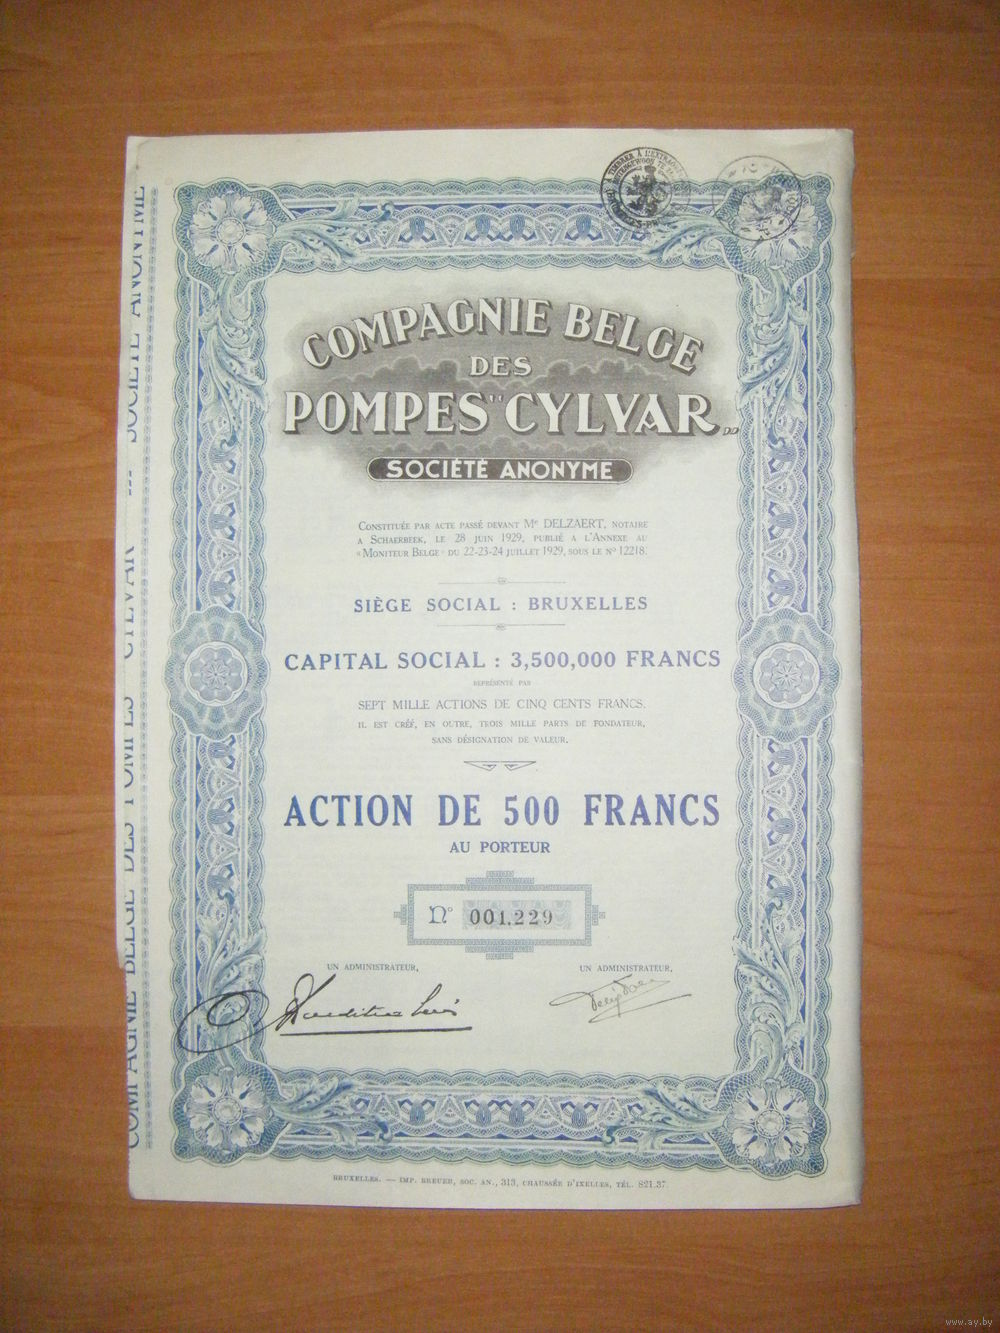 COMPAGNIE BELGE
DES
POMPES "CYLVAR"
SOCIÉTÉ ANONYME
CONSTITUÉE PAR ACTE PASSÉ DEVANT Me DELZAERT, NOTAIRE
A SCHAERBEEK, LE 28 JUIN 1929, PUBLIÉ A L'ANNEXE AU
« MONITEUR BELGE » DU 22-23-24 JUILLET 1929, SOUS LE No 12218.
SIÈGE SOCIAL : BRUXELLES
CAPITAL SOCIAL : 3,500,000 FRANCS
REPRÉSENTÉ PAR
SEPT MILLE ACTIONS DE CINQ CENTS FRANCS.
IL EST CRÉÉ, EN OUTRE, TROIS MILLE PARTS DE FONDATEUR,
SANS DÉSIGNATION DE VALEUR.
ACTION DE 500 FRANCS
AU PORTEUR
No 001.229
UN ADMINISTRATEUR, UN ADMINISTRATEUR,
BRUXELLES. — IMP. BREUER, SOC. AN., 313, CHAUSSÉE D'IXELLES, TÉL. 821.37.
COMPAGNIE BELGE DES POMPES CYLVAR --- SOCIÉTÉ ANONYME
www.ay.by